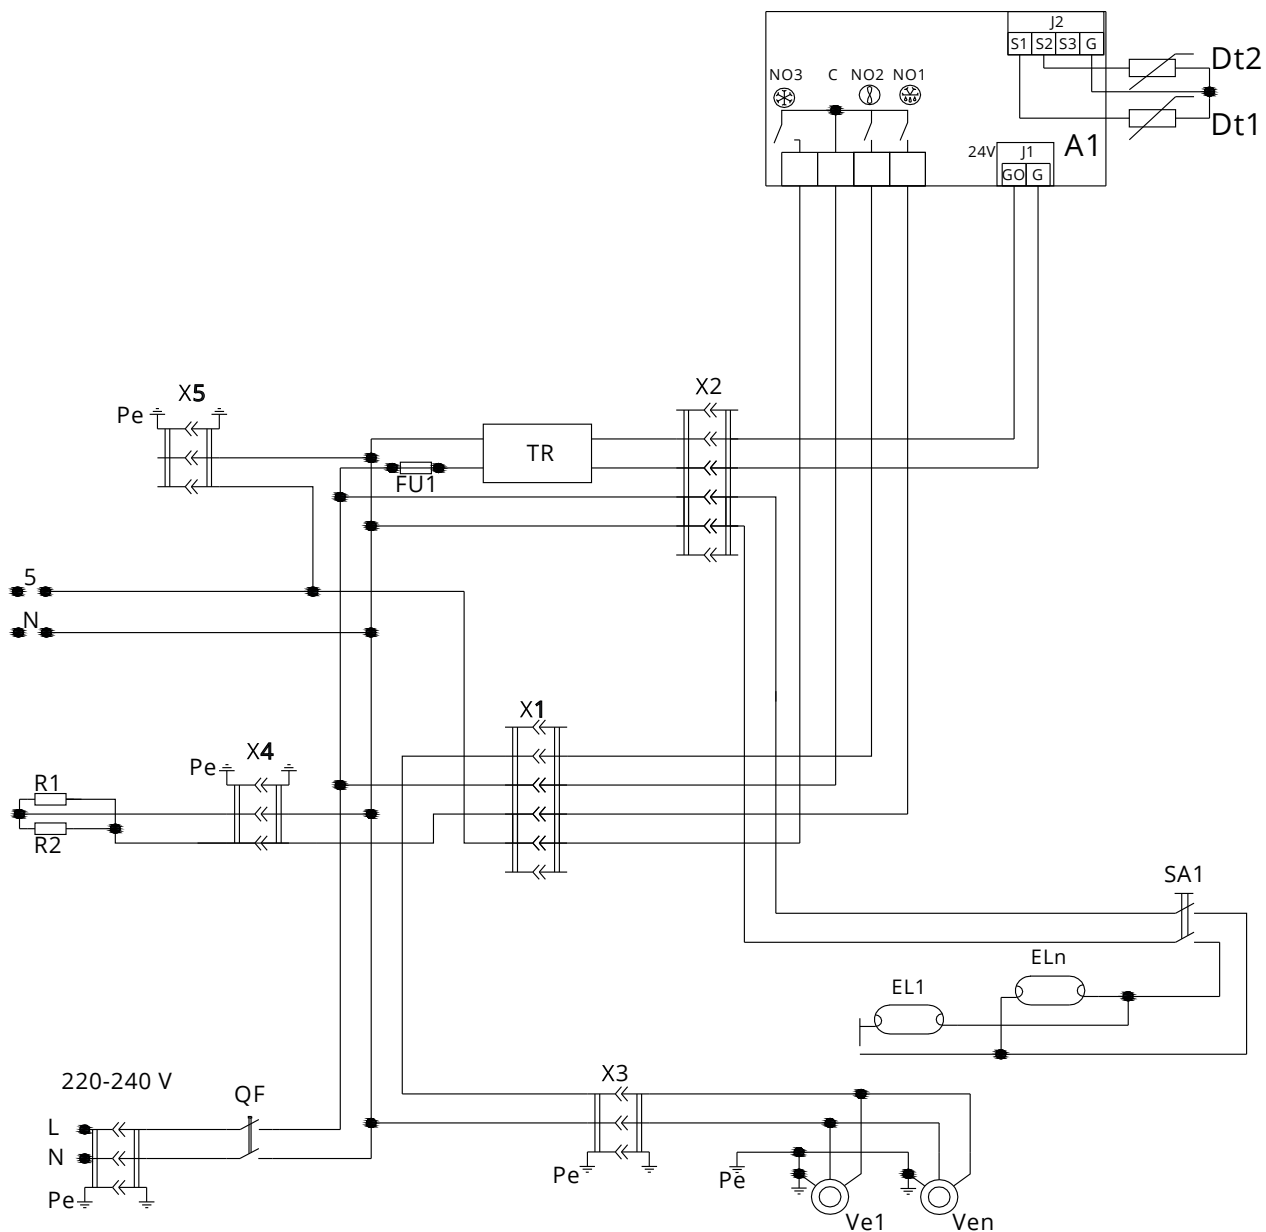 J2
S1 S2 S3 G
Dt2
NO3 C NO2 NO1
Dt1
A1
24V J1
GO G
X5
Pe
X2
TR
FU1
5
N
X1
X4
Pe
R1
R2
SA1
ELn
EL1
220-240 V
QF
X3
L
N
Pe
Pe
Pe
Ve1
Ven